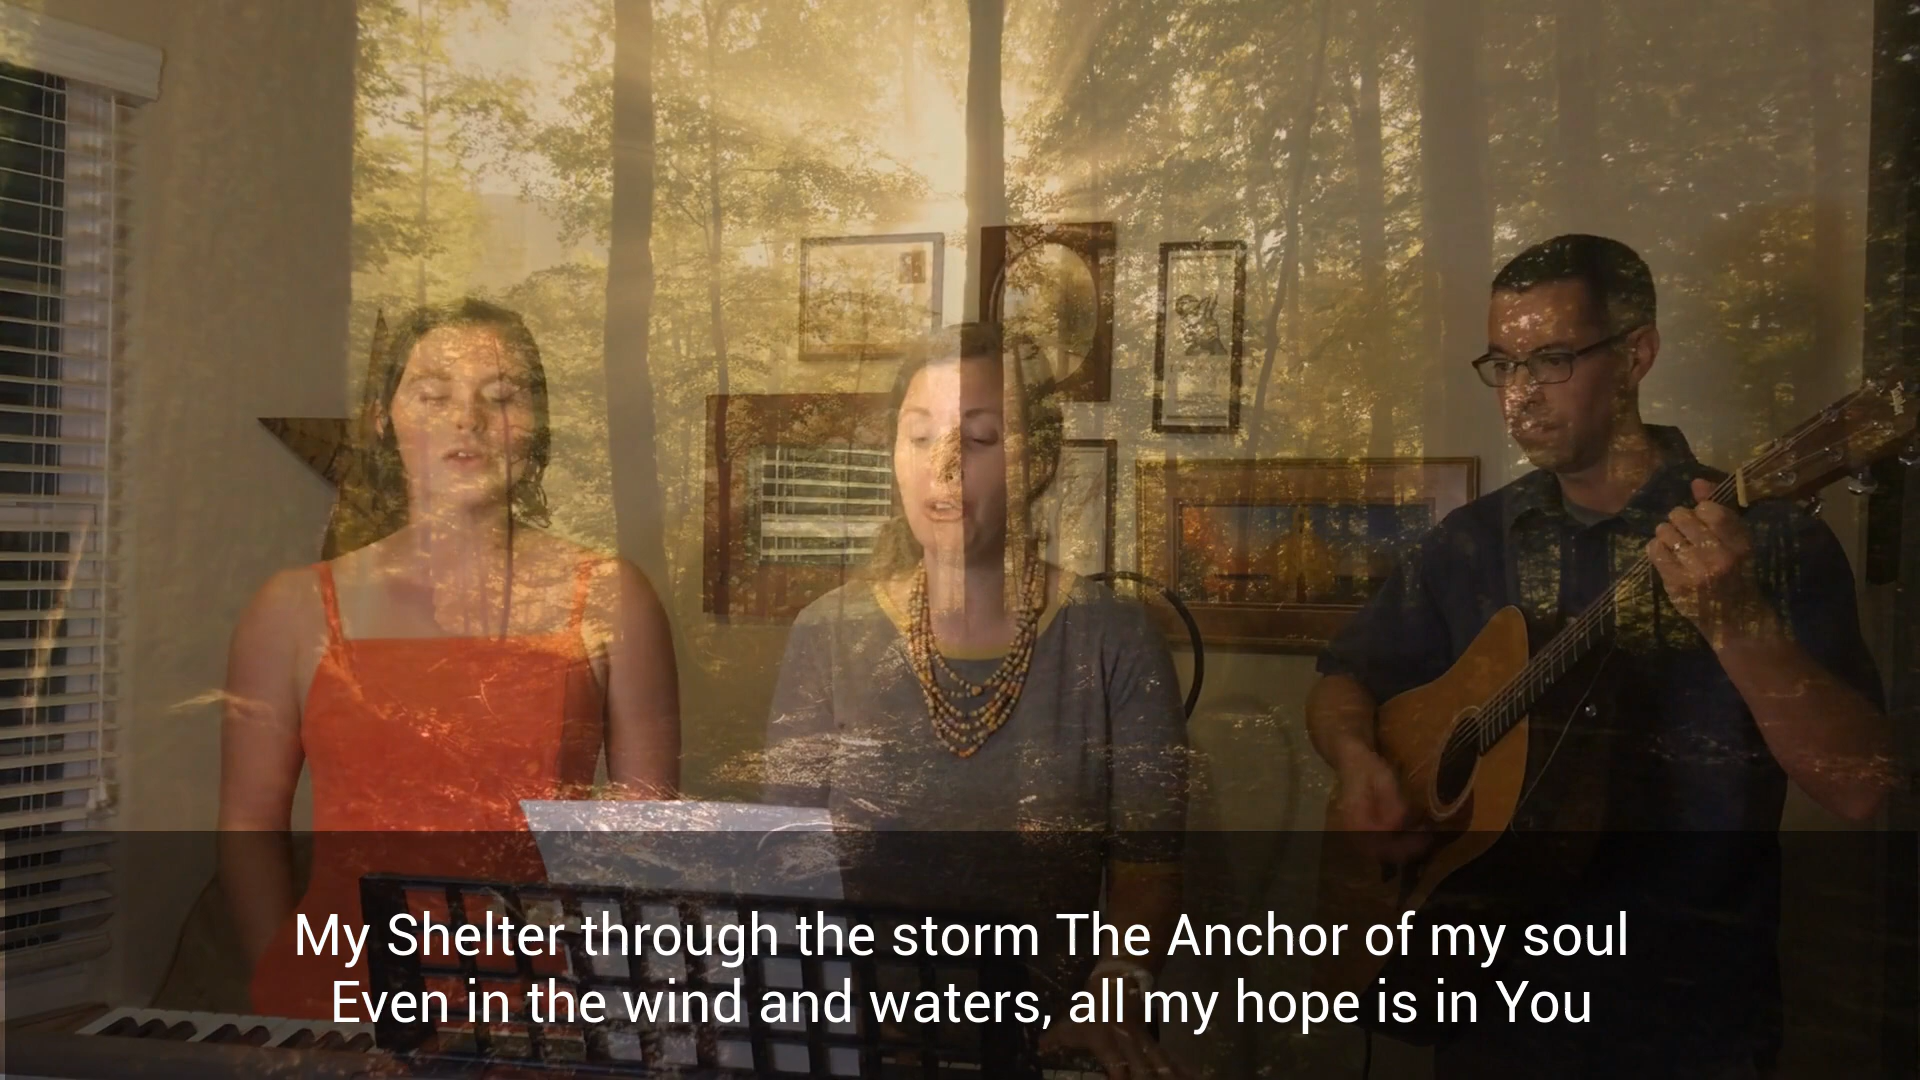 My Shelter through the storm The Anchor of my soul
Even in the wind and waters, all my hope is in You